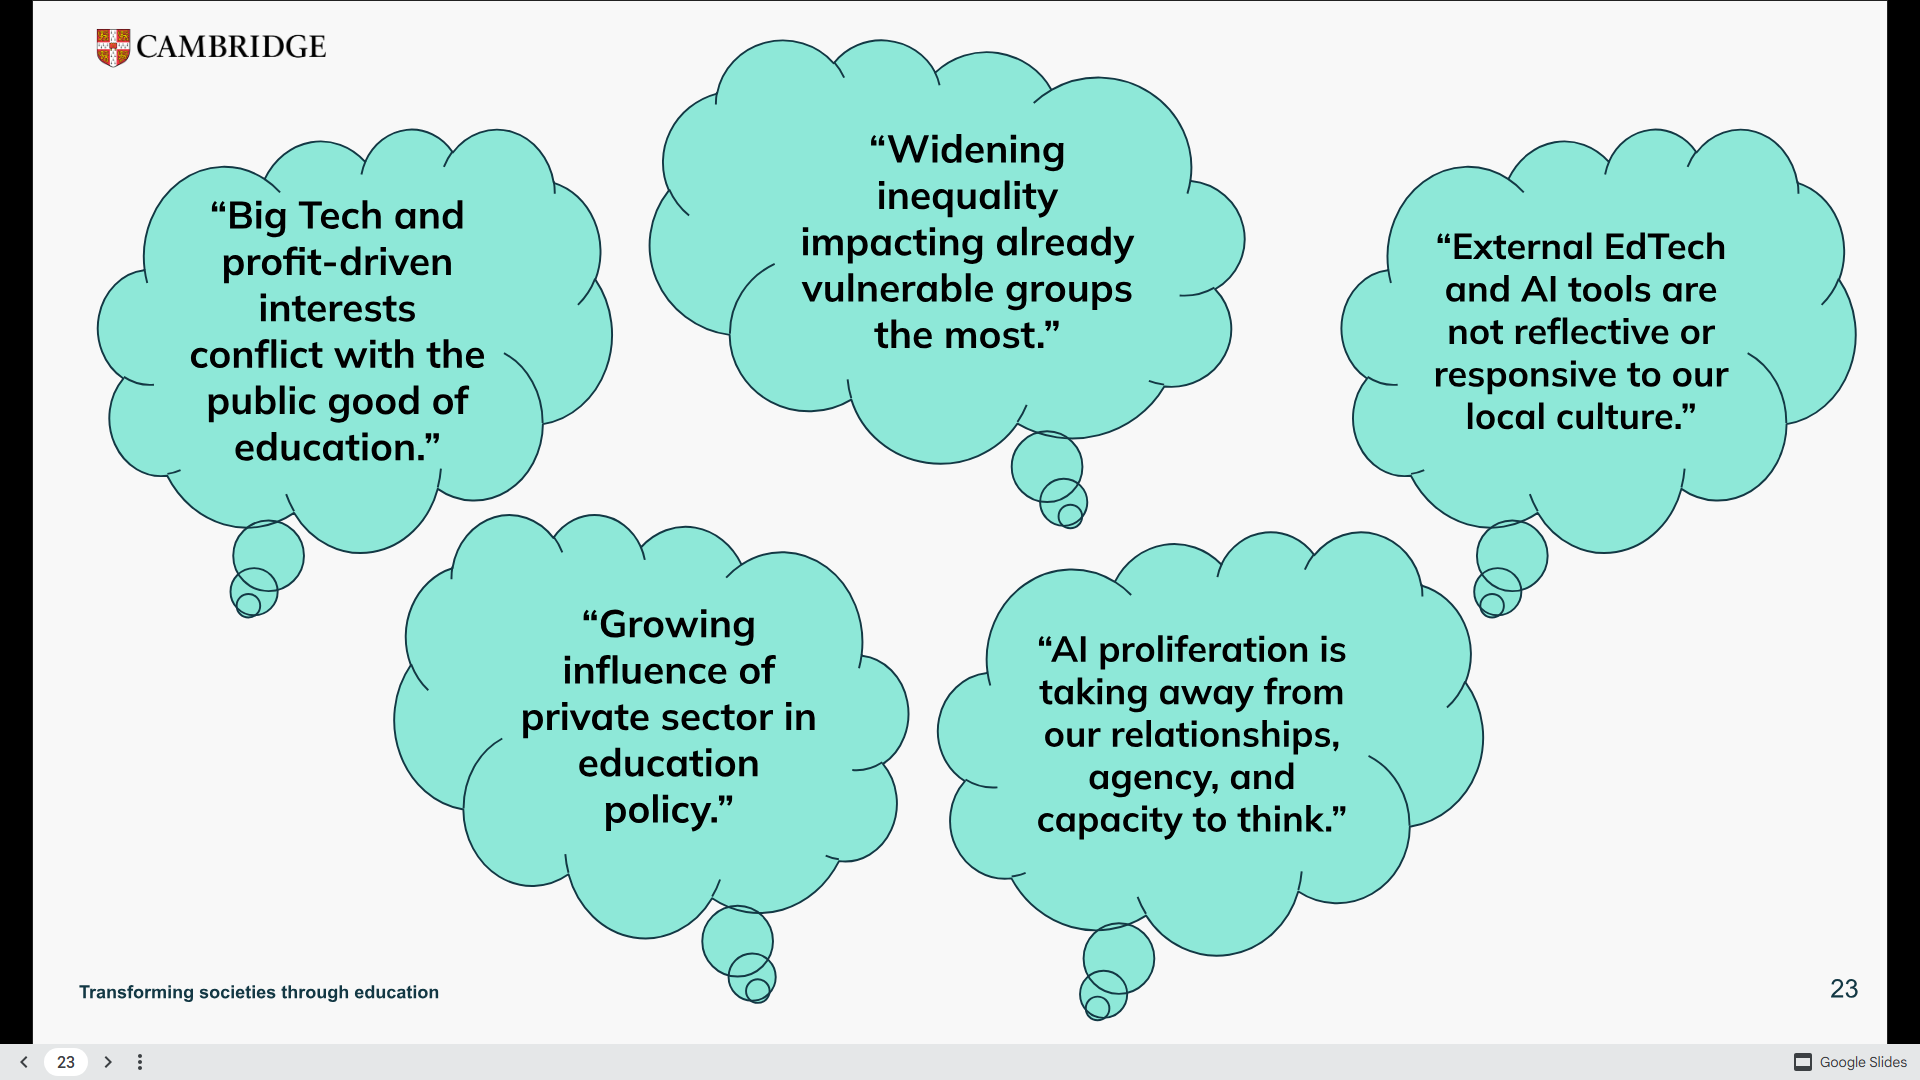 CAMBRIDGE
“Big Tech and
profit-driven
interests
conflict with the
public good of
education.”
“Widening
inequality
impacting already
vulnerable groups
the most.”
“External EdTech
and AI tools are
not reflective or
responsive to our
local culture.”
“Growing
influence of
private sector in
education
policy.”
“AI proliferation is
taking away from
our relationships,
agency, and
capacity to think.”
Transforming societies through education
23
23
Google Slides